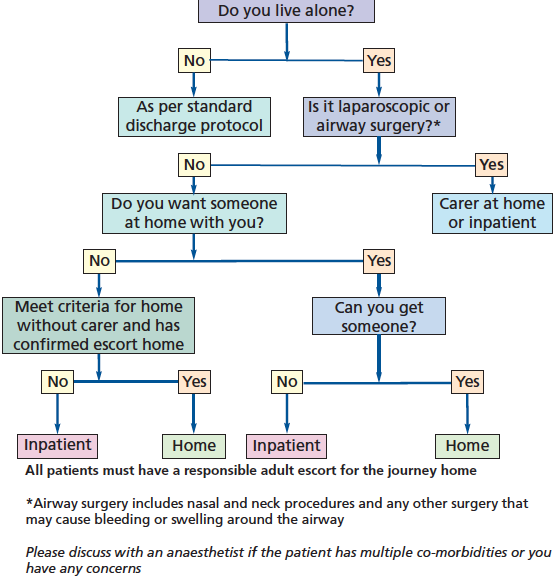 Do you live alone?
No
Yes
As per standard
discharge protocol
Is it laparoscopic or
airway surgery?*
No
Yes
Do you want someone
at home with you?
Carer at home
or inpatient
No
Yes
Meet criteria for home
without carer and has
confirmed escort home
Can you get
someone?
No
Yes
No
Yes
Inpatient
Home
Inpatient
Home
All patients must have a responsible adult escort for the journey home
*Airway surgery includes nasal and neck procedures and any other surgery that
may cause bleeding or swelling around the airway
Please discuss with an anaesthetist if the patient has multiple co-morbidities or you
have any concerns